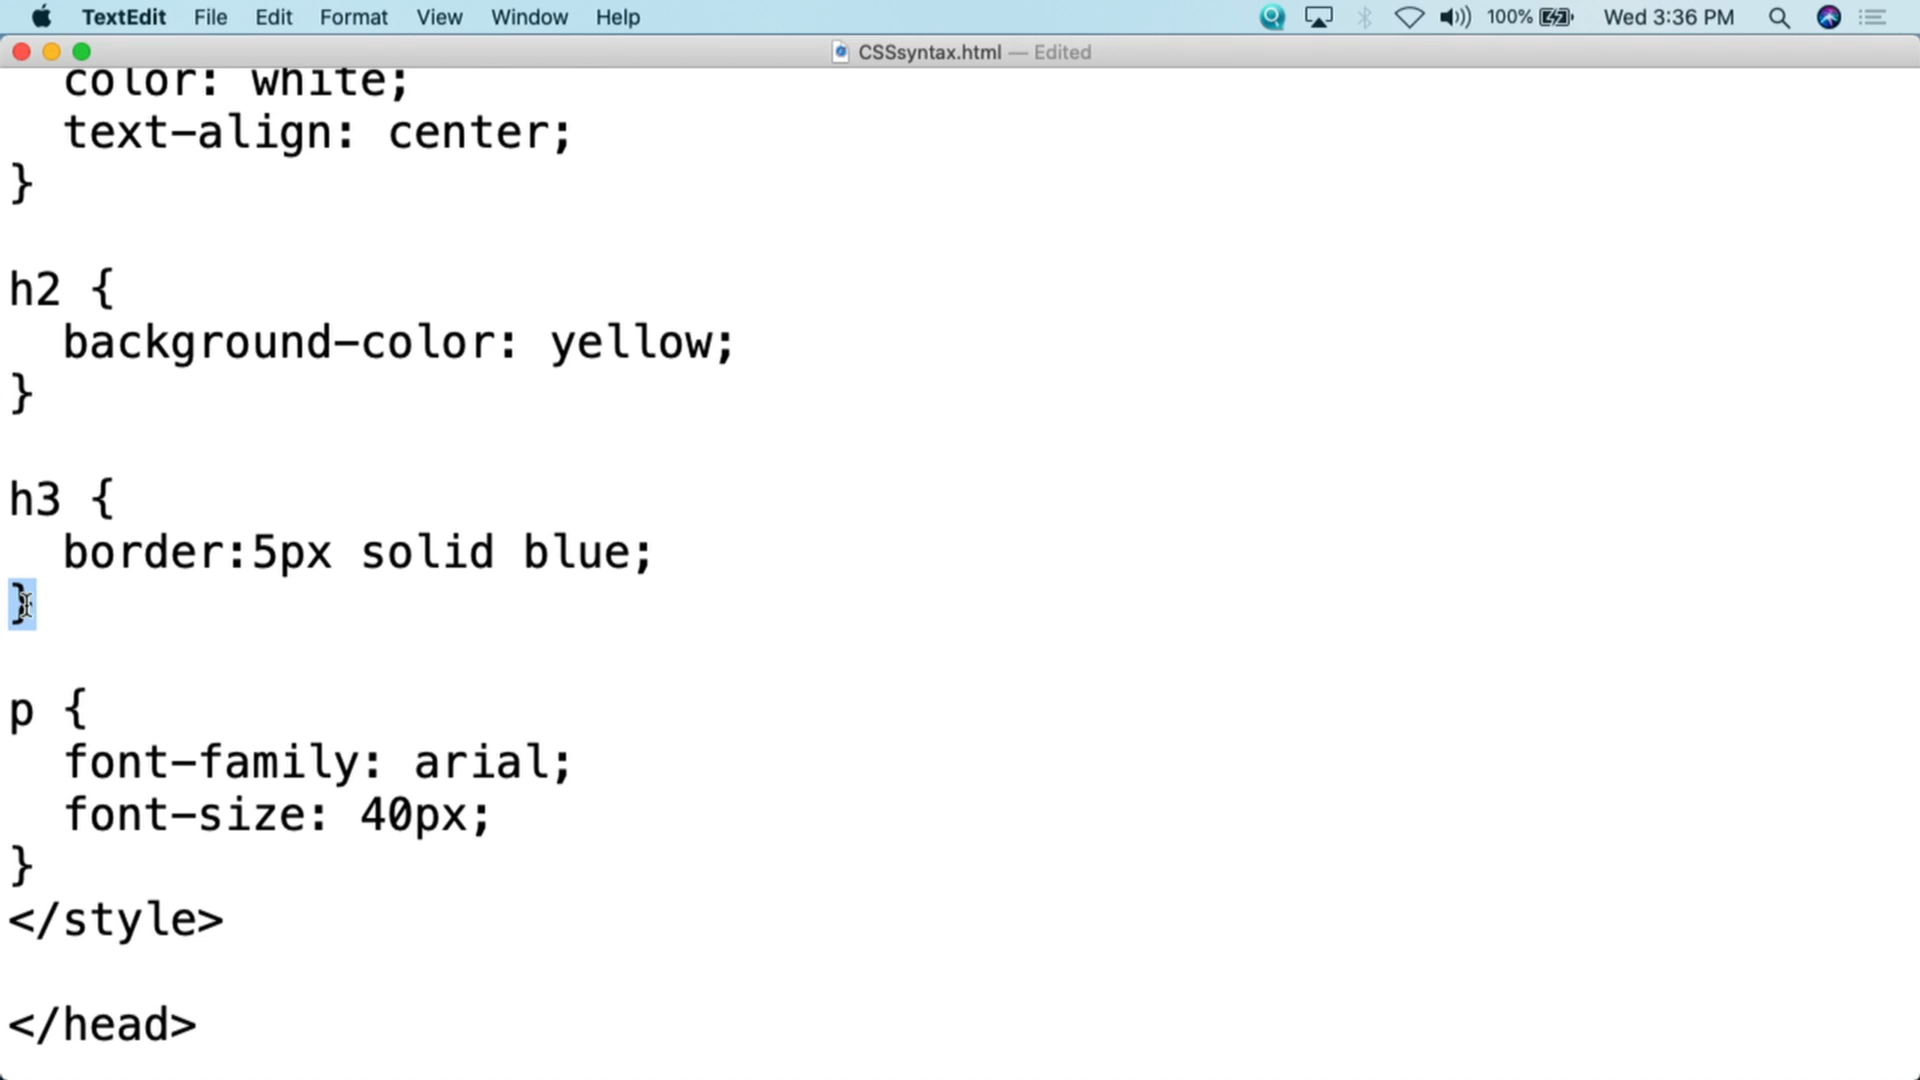 TextEdit File Edit Format View Window Help 100% Wed 3:36 PM
CSSsyntax.html — Edited
color: white;
text-align: center;
}
h2 {
background-color: yellow;
}
h3 {
border:5px solid blue;
}
p {
font-family: arial;
font-size: 40px;
}
</style>
</head>